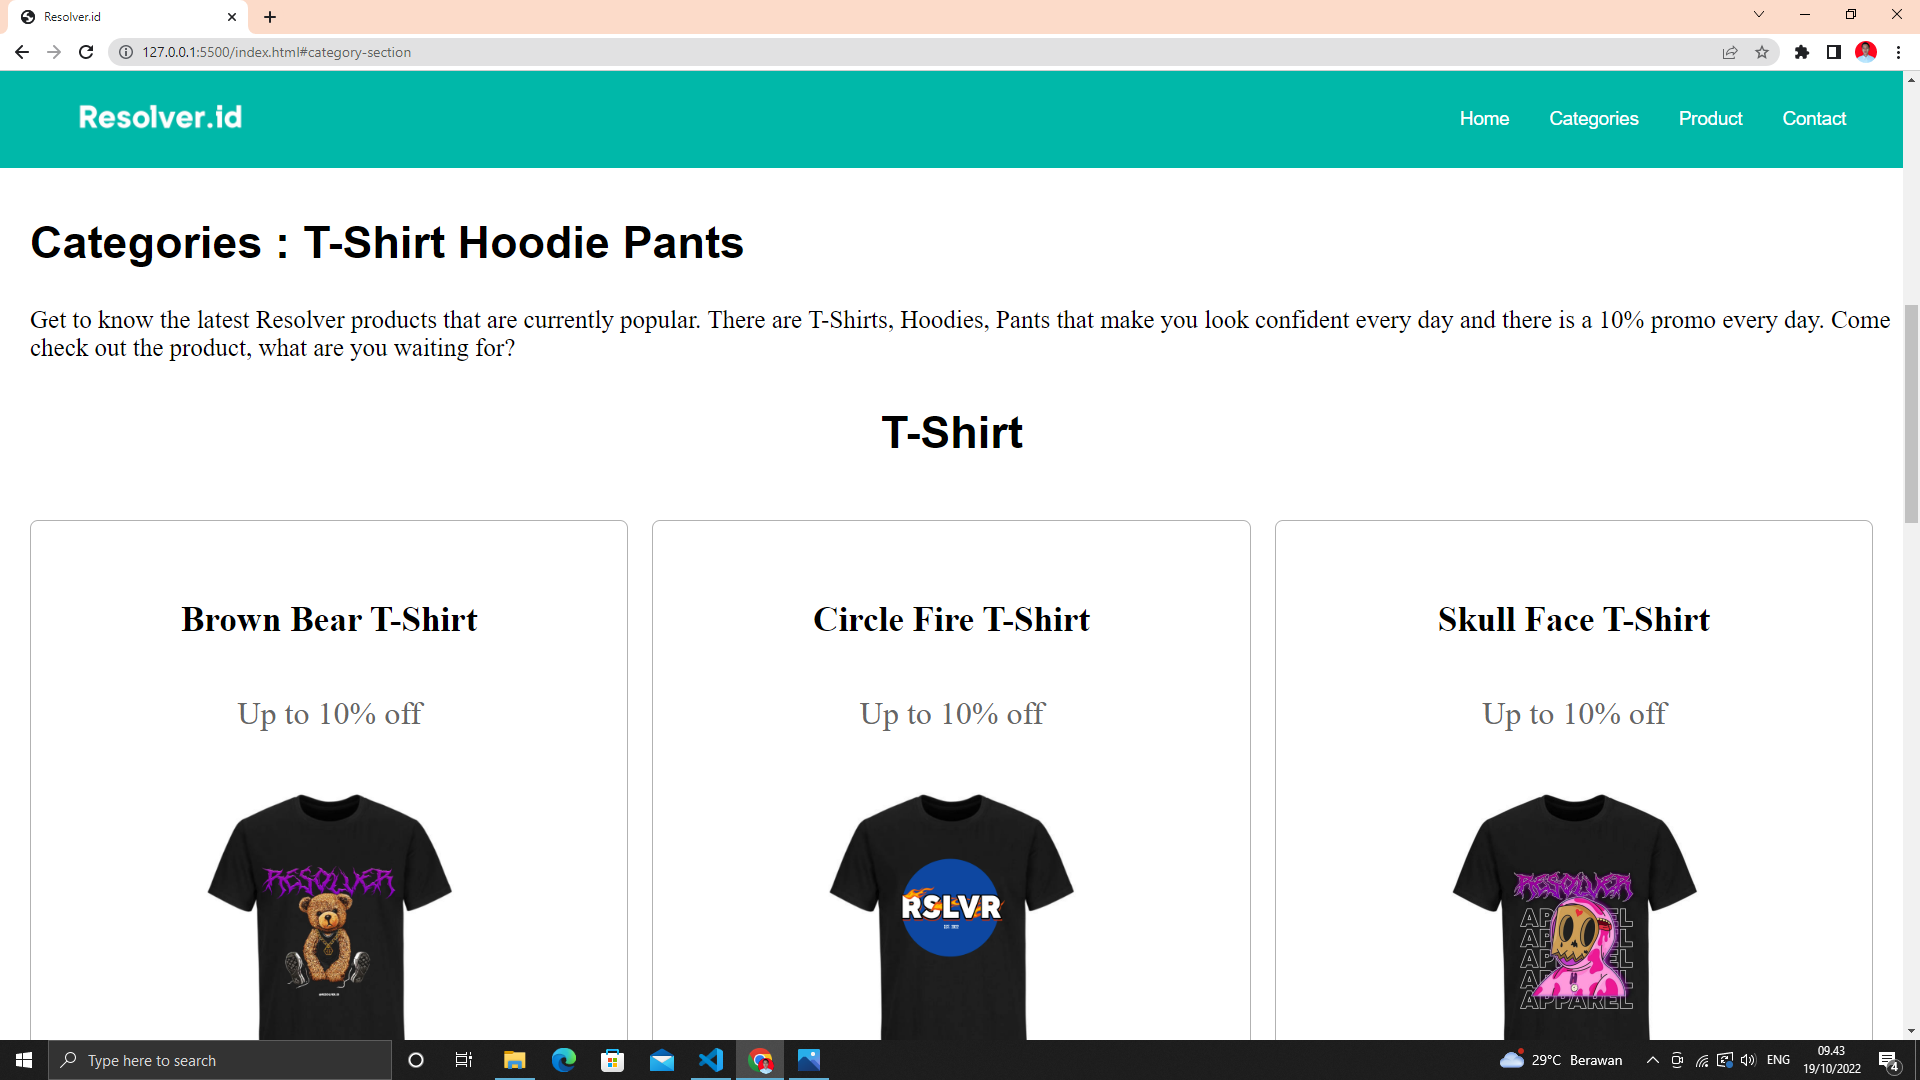 Resolver.id
127.0.0.1:5500/index.html#category-section
Resolver.id
Home Categories Product Contact
Categories : T-Shirt Hoodie Pants
Get to know the latest Resolver products that are currently popular. There are T-Shirts, Hoodies, Pants that make you look confident every day and there is a 10% promo every day. Come
check out the product, what are you waiting for?
T-Shirt
Brown Bear T-Shirt
Up to 10% off
RESOLVER
Circle Fire T-Shirt
Up to 10% off
RSLVR
Skull Face T-Shirt
Up to 10% off
RESOLVER
APPAREL
Type here to search
29°C Berawan
ENG
09.43
19/10/2022
4